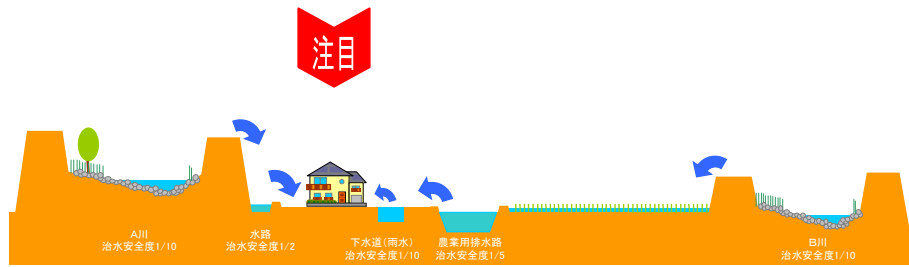 注目
A川
治水安全度1/10
水路
治水安全度1/2
下水道(雨水)
治水安全度1/10
農業用排水路
治水安全度1/5
B川
治水安全度1/10